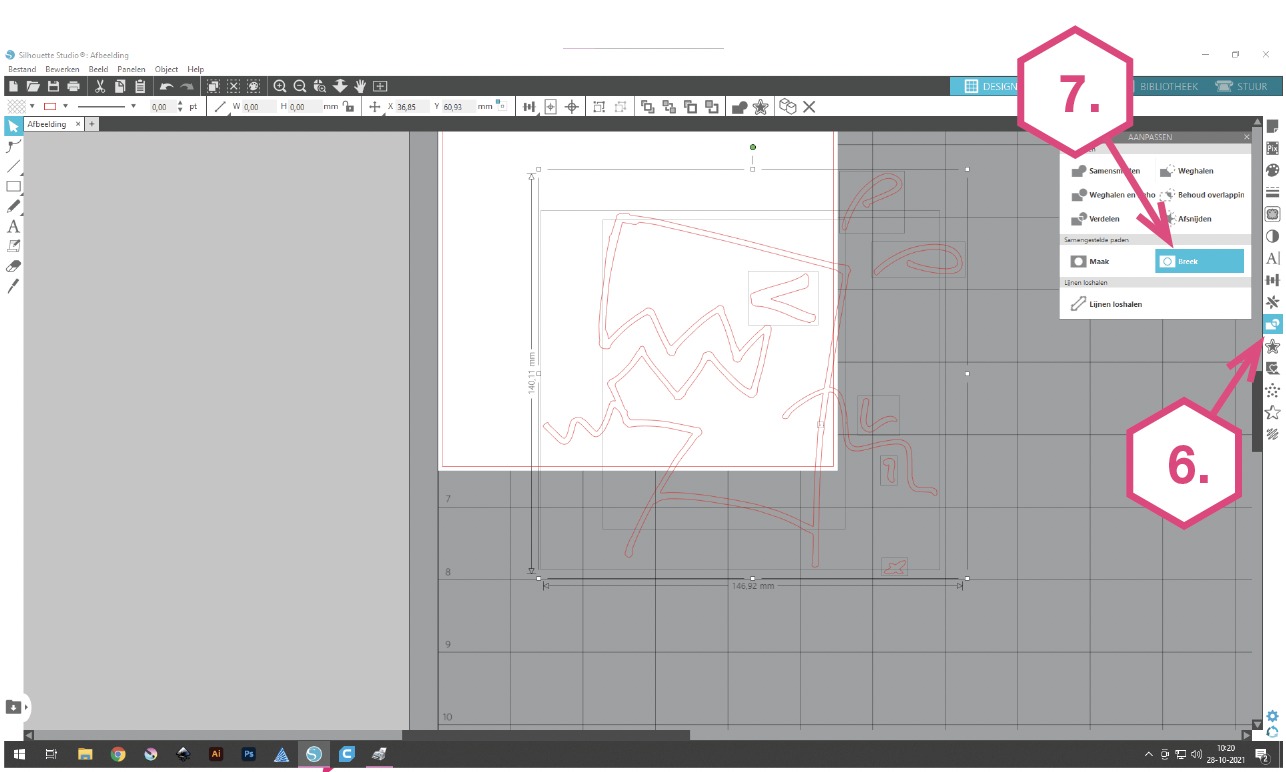 Silhouette Studio®: Afbeelding
Bestand Bewerken Beeld Panelen Object Help
DESIGN BIBLIOTHEEK STUUR
7.
0,00 pt W 0,00 H 0,00 mm X 36,85 Y 60,93 mm
Afbeelding × +
AANPASSEN
Samensmelten Weghalen
Weghalen en beho Behoud overlappin
Verdelen Afsnijden
Samengestelde paden
Maak Breek
Lijnen loshalen
Lijnen loshalen
140,11 mm
6.
7
8
146,92 mm
9
10
Ai Ps
10:20
28-10-2021
2